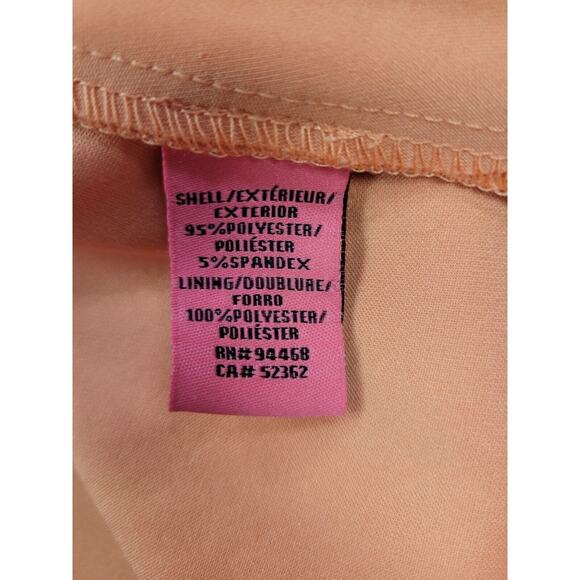 SHELL/EXTÉRIEUR/
EXTERIOR
95%POLYESTER/
POLIÉSTER
5%SPANDEX
LINING/DOUBLURE/
FORRO
100%POLYESTER/
POLIÉSTER
RN# 94468
CA# 52362